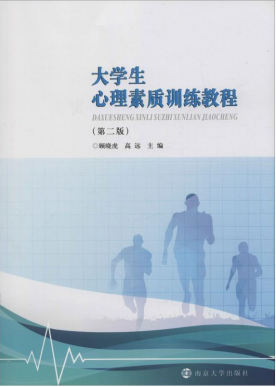 大学生
心理素质训练教程
DAXUESHENG XINLI SUZHI XUNLIAN JIAOCHENG
（第二版）
◎顾晓虎 高远 主编
南京大学出版社